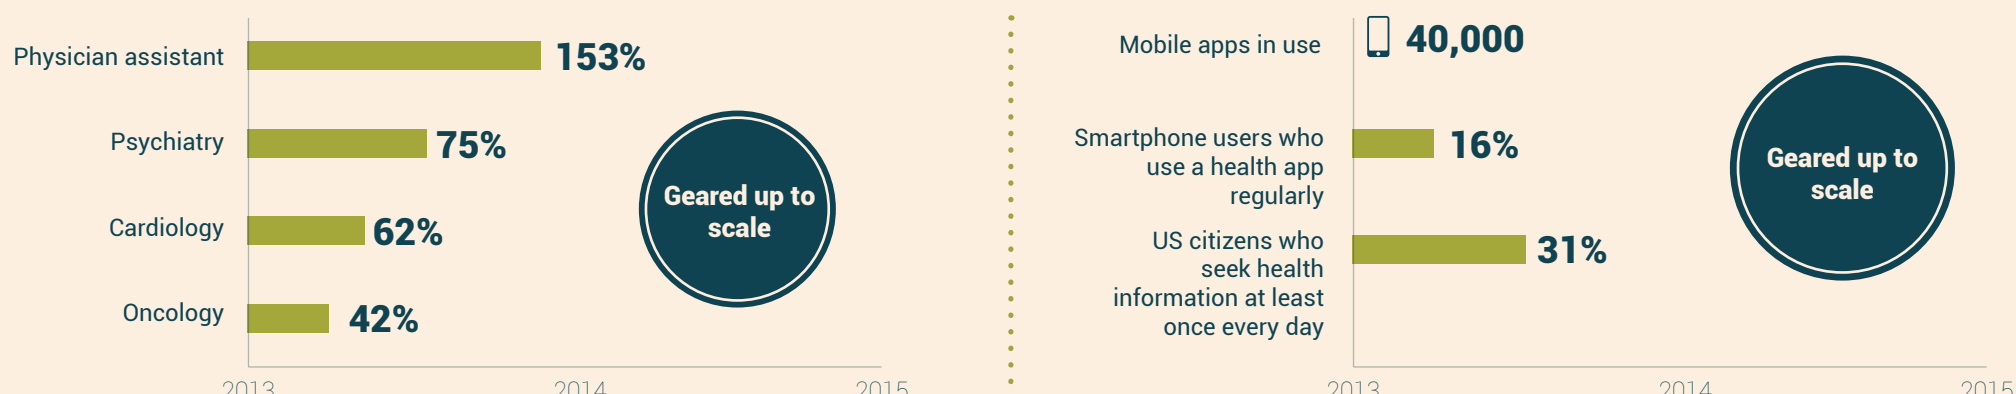 Physician assistant
153%
Psychiatry
75%
Cardiology
62%
Oncology
42%
Geared up to
scale
2013
2014
2015
Mobile apps in use
40,000
Smartphone users who
use a health app
regularly
16%
US citizens who
seek health
information at least
once every day
31%
Geared up to
scale
2013
2014
2015